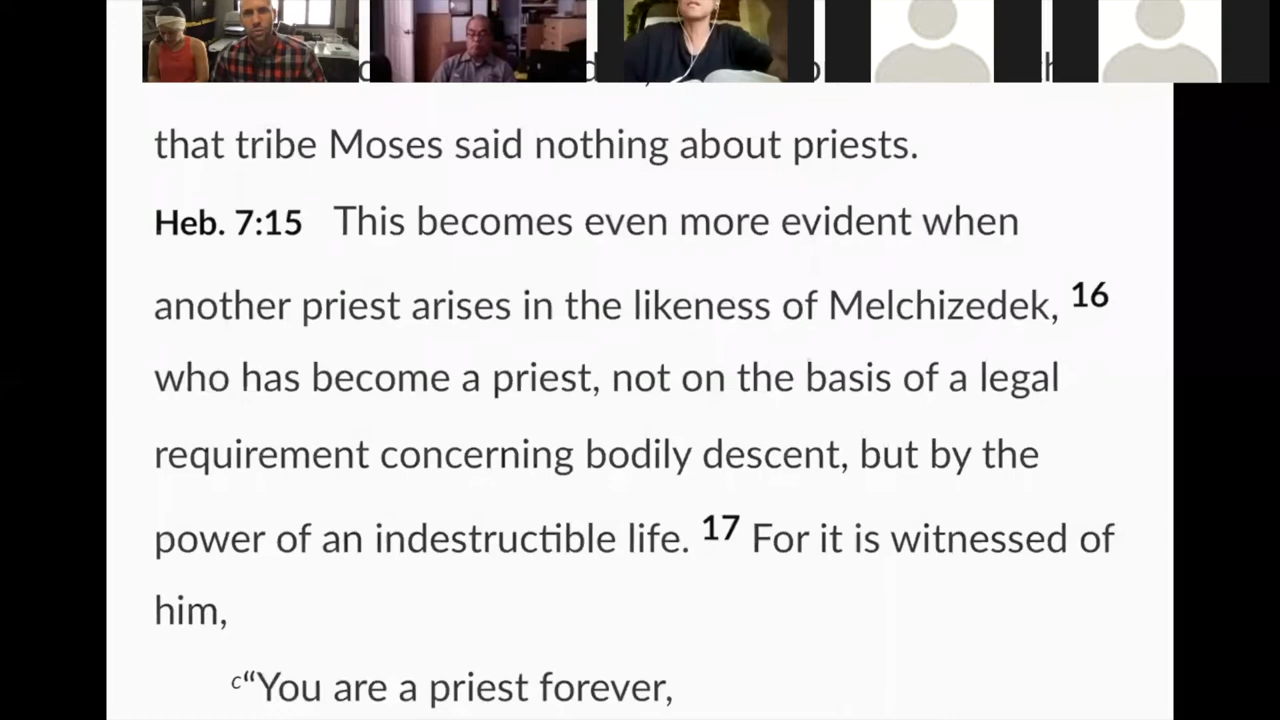 that tribe Moses said nothing about priests.
Heb. 7:15 This becomes even more evident when
another priest arises in the likeness of Melchizedek, 16
who has become a priest, not on the basis of a legal
requirement concerning bodily descent, but by the
power of an indestructible life. 17 For it is witnessed of
him,
c“You are a priest forever,